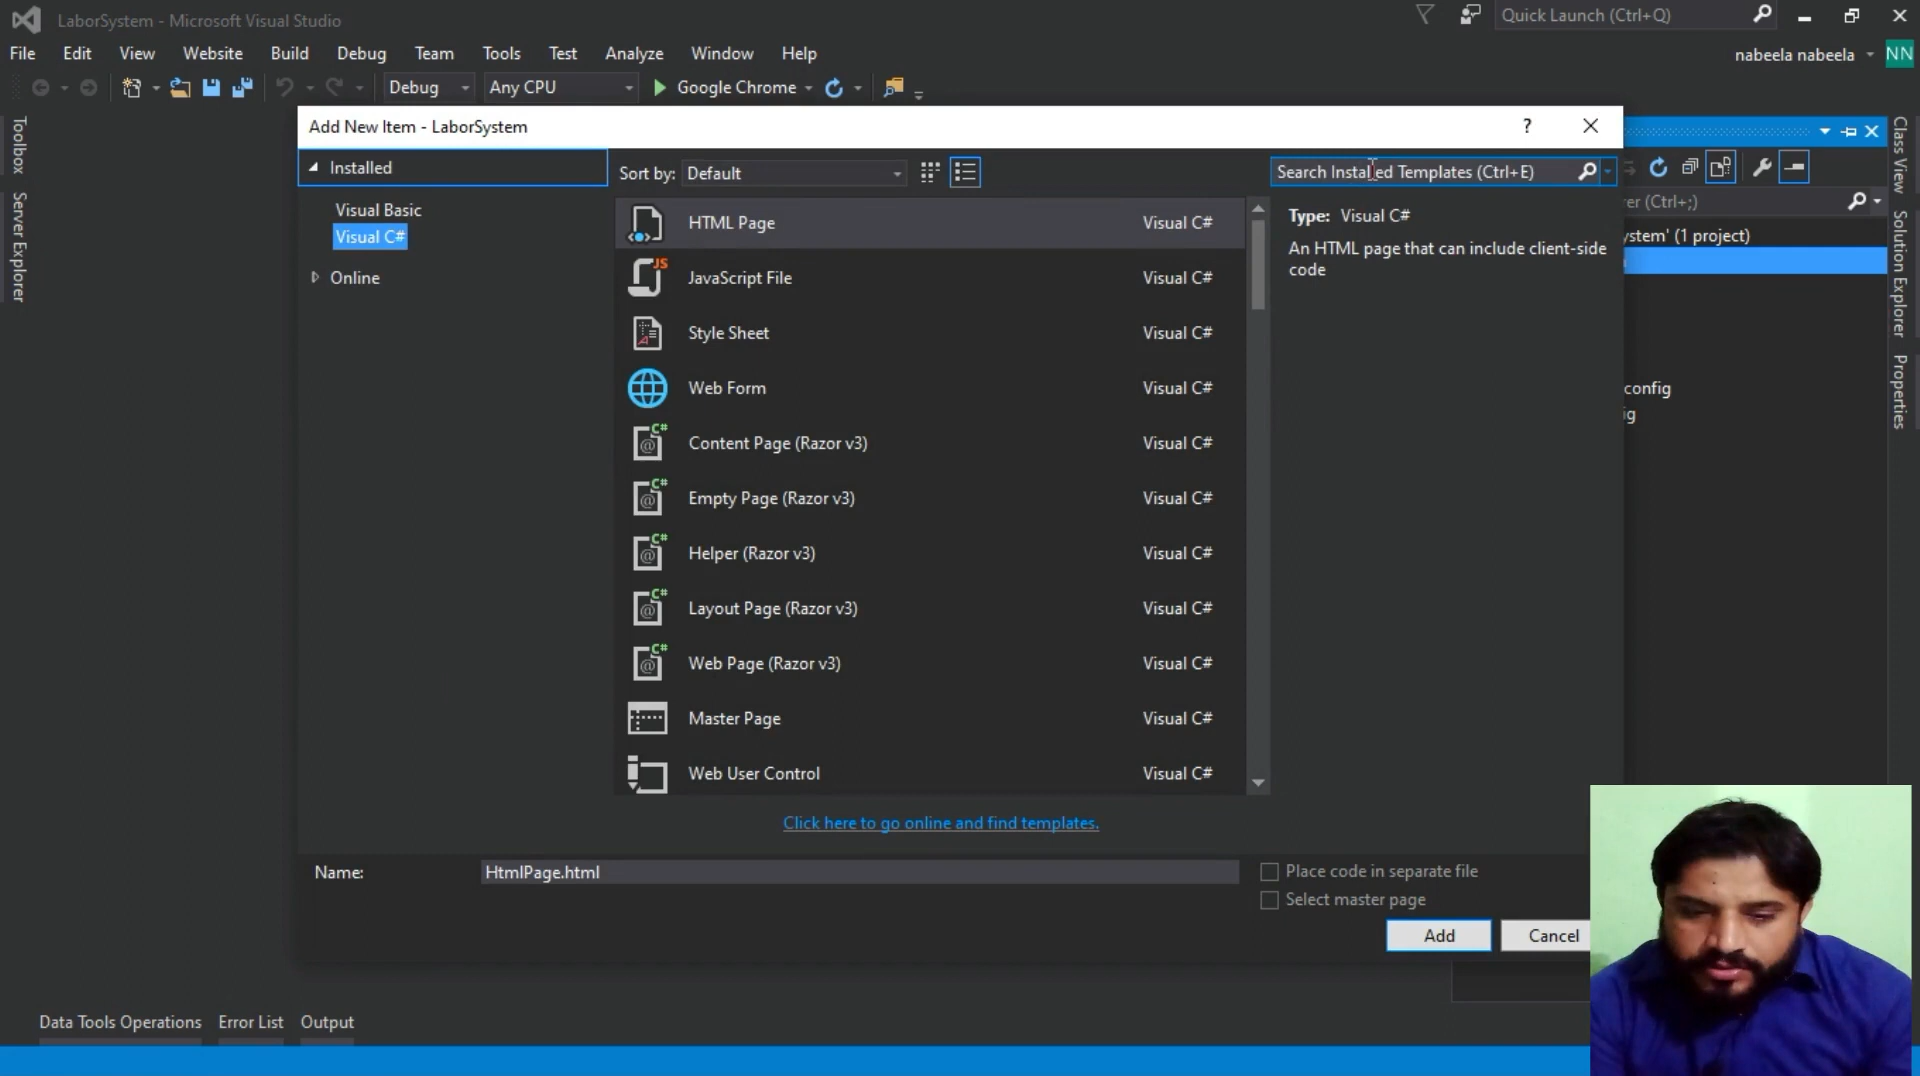 LaborSystem - Microsoft Visual Studio
Quick Launch (Ctrl+Q)
File Edit View Website Build Debug Team Tools Test Analyze Window Help
nabeela nabeela NN
Debug Any CPU Google Chrome
Toolbox
Server Explorer
Add New Item - LaborSystem
?
Installed
Visual Basic
Visual C#
Online
Sort by: Default
Search Installed Templates (Ctrl+E)
HTML Page Visual C#
JavaScript File Visual C#
Style Sheet Visual C#
Web Form Visual C#
Content Page (Razor v3) Visual C#
Empty Page (Razor v3) Visual C#
Helper (Razor v3) Visual C#
Layout Page (Razor v3) Visual C#
Web Page (Razor v3) Visual C#
Master Page Visual C#
Web User Control Visual C#
Type: Visual C#
An HTML page that can include client-side
code
Click here to go online and find templates.
Name: HtmlPage.html
Place code in separate file
Select master page
Add Cancel
rer (Ctrl+;)
ystem' (1 project)
config
ig
Class View
Solution Explorer
Properties
Data Tools Operations Error List Output